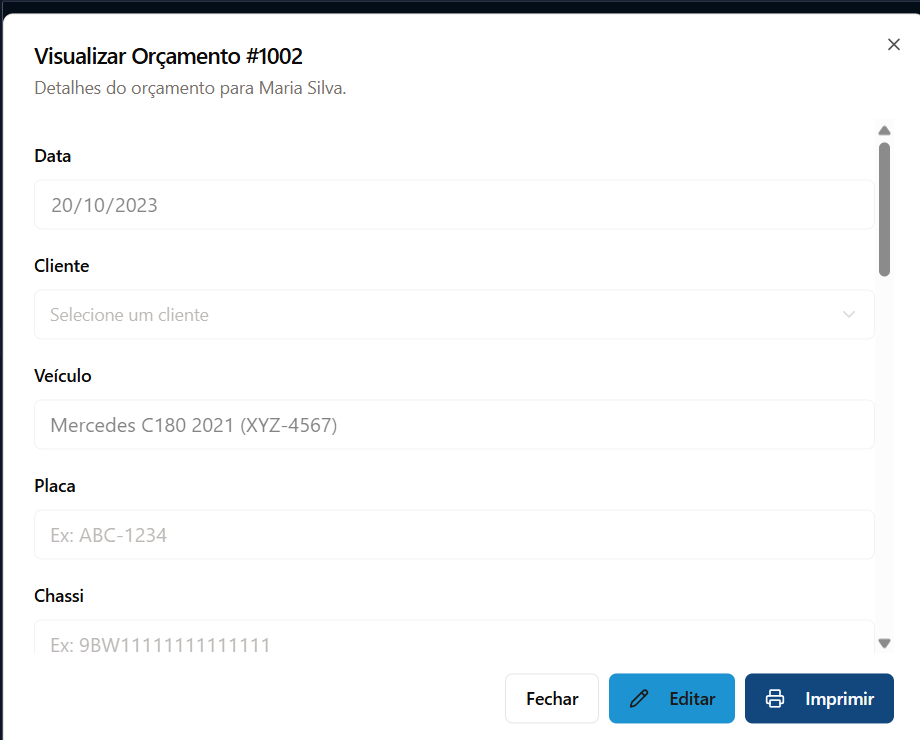 Visualizar Orçamento #1002
Detalhes do orçamento para Maria Silva.
Data
20/10/2023
Cliente
Selecione um cliente
Veículo
Mercedes C180 2021 (XYZ-4567)
Placa
Ex: ABC-1234
Chassi
Ex: 9BW11111111111111
Fechar Editar Imprimir